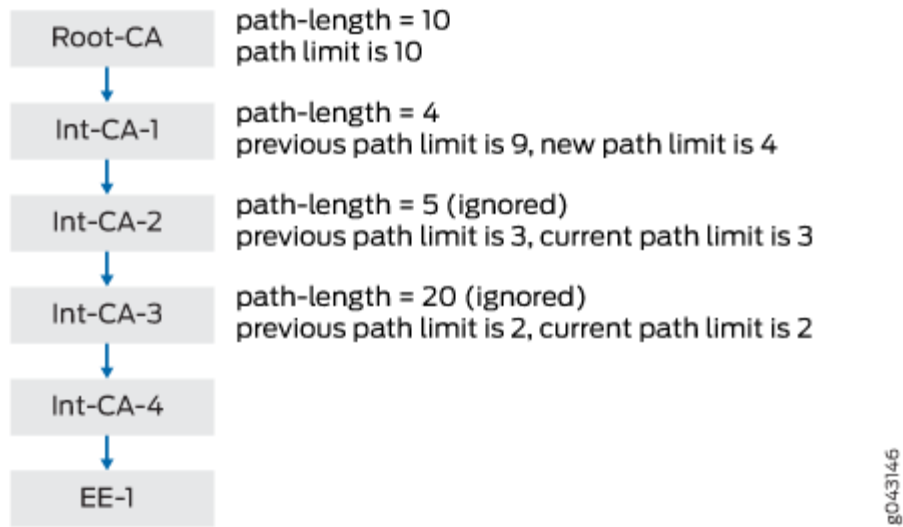 Root-CA
path-length = 10
path limit is 10
Int-CA-1
path-length = 4
previous path limit is 9, new path limit is 4
Int-CA-2
path-length = 5 (ignored)
previous path limit is 3, current path limit is 3
Int-CA-3
path-length = 20 (ignored)
previous path limit is 2, current path limit is 2
Int-CA-4
EE-1
g043146